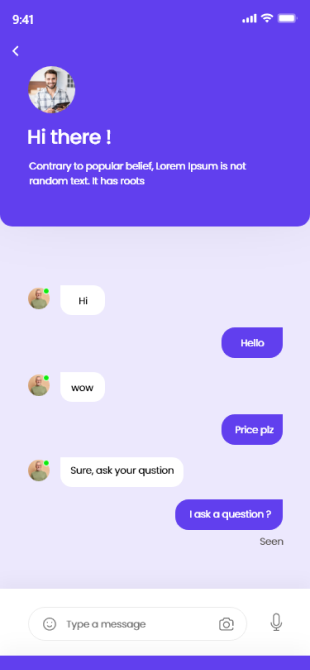 9:41
Hi there !
Contrary to popular belief, Lorem Ipsum is not
random text. It has roots
Hi
Hello
wow
Price plz
Sure, ask your qustion
I ask a question ?
Seen
Type a message